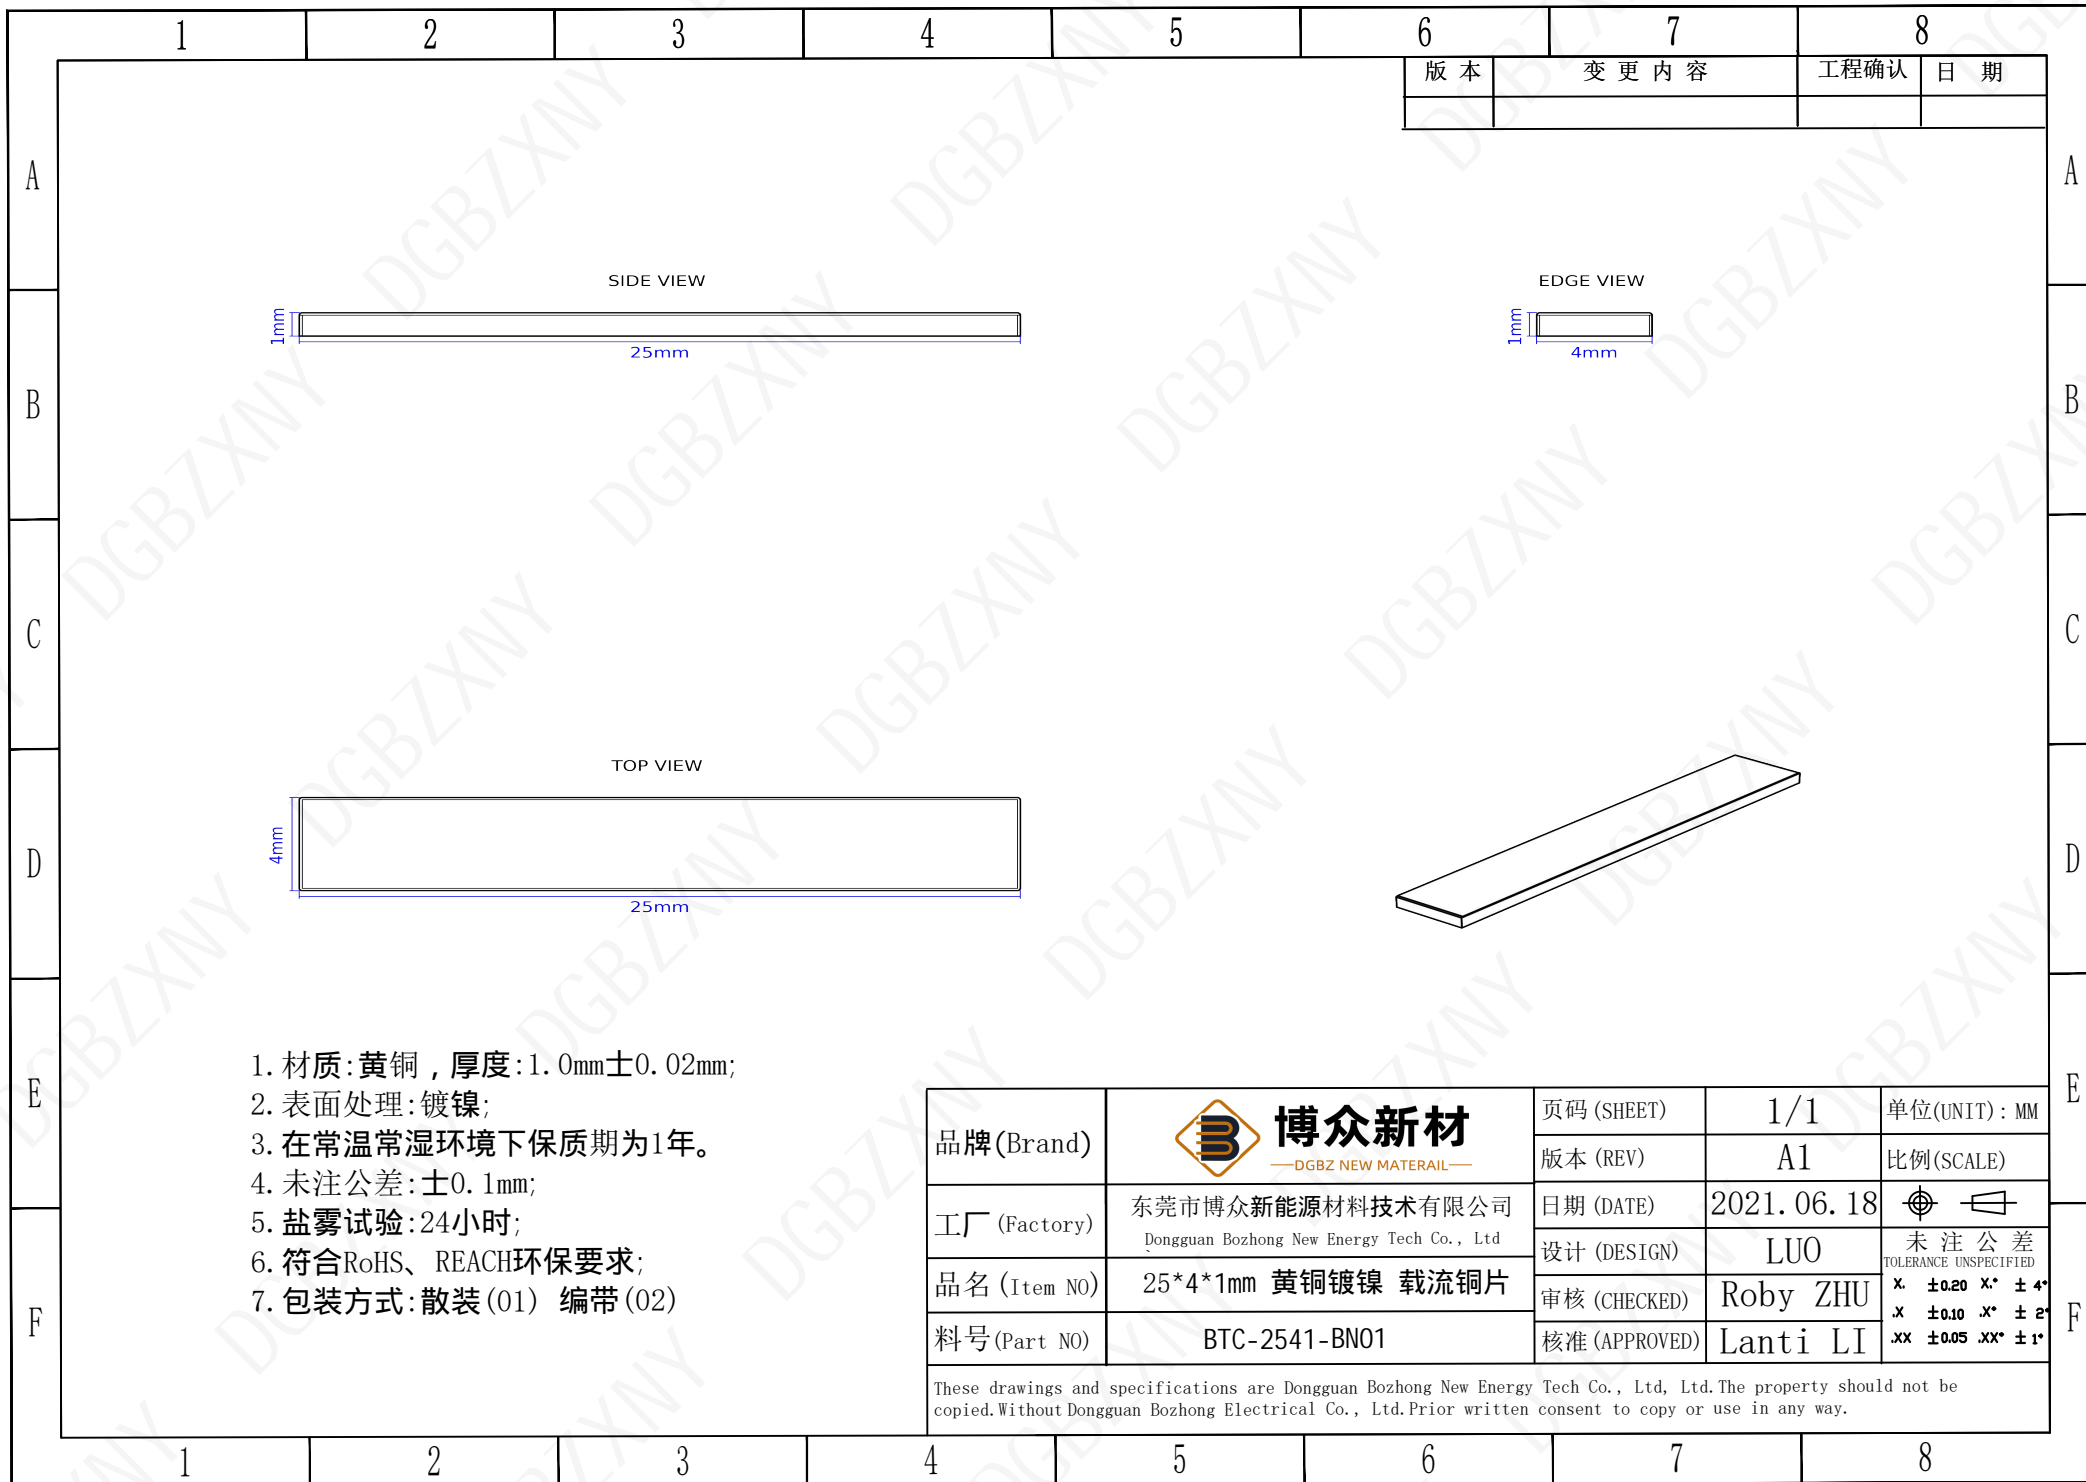 1 2 3 4 5 6 7 8
版本 变更内容 工程确认 日期
A A
SIDE VIEW EDGE VIEW
1mm 1mm
25mm 4mm
B B
C C
TOP VIEW
4mm
25mm
D D
1.材质:黄铜，厚度:1.0mm士0.02mm;
2.表面处理:镀镍;
3.在常温常湿环境下保质期为1年。
4.未注公差:士0.1mm;
5.盐雾试验:24小时;
6.符合RoHS、REACH环保要求;
7.包装方式:散装(01) 编带(02)
E E
F F
品牌(Brand) 博众新材
DGBZ NEW MATERAIL
工厂(Factory) 东莞市博众新能源材料技术有限公司
Dongguan Bozhong New Energy Tech Co., Ltd
品名(Item NO) 25*4*1mm 黄铜镀镍 载流铜片
料号(Part NO) BTC-2541-BN01
页码(SHEET) 1/1 单位(UNIT): MM
版本(REV) A1 比例(SCALE)
日期(DATE) 2021.06.18
设计(DESIGN) LUO 未注公差
TOLERANCE UNSPECIFIED
审核(CHECKED) Roby ZHU
核准(APPROVED) Lanti LI
X. ±0.20 X.° ± 4°
.X ±0.10 .X° ± 2°
.XX ±0.05 .XX° ± 1°
These drawings and specifications are Dongguan Bozhong New Energy Tech Co., Ltd, Ltd.The property should not be
copied.Without Dongguan Bozhong Electrical Co., Ltd.Prior written consent to copy or use in any way.
1 2 3 4 5 6 7 8
DGBZXNY